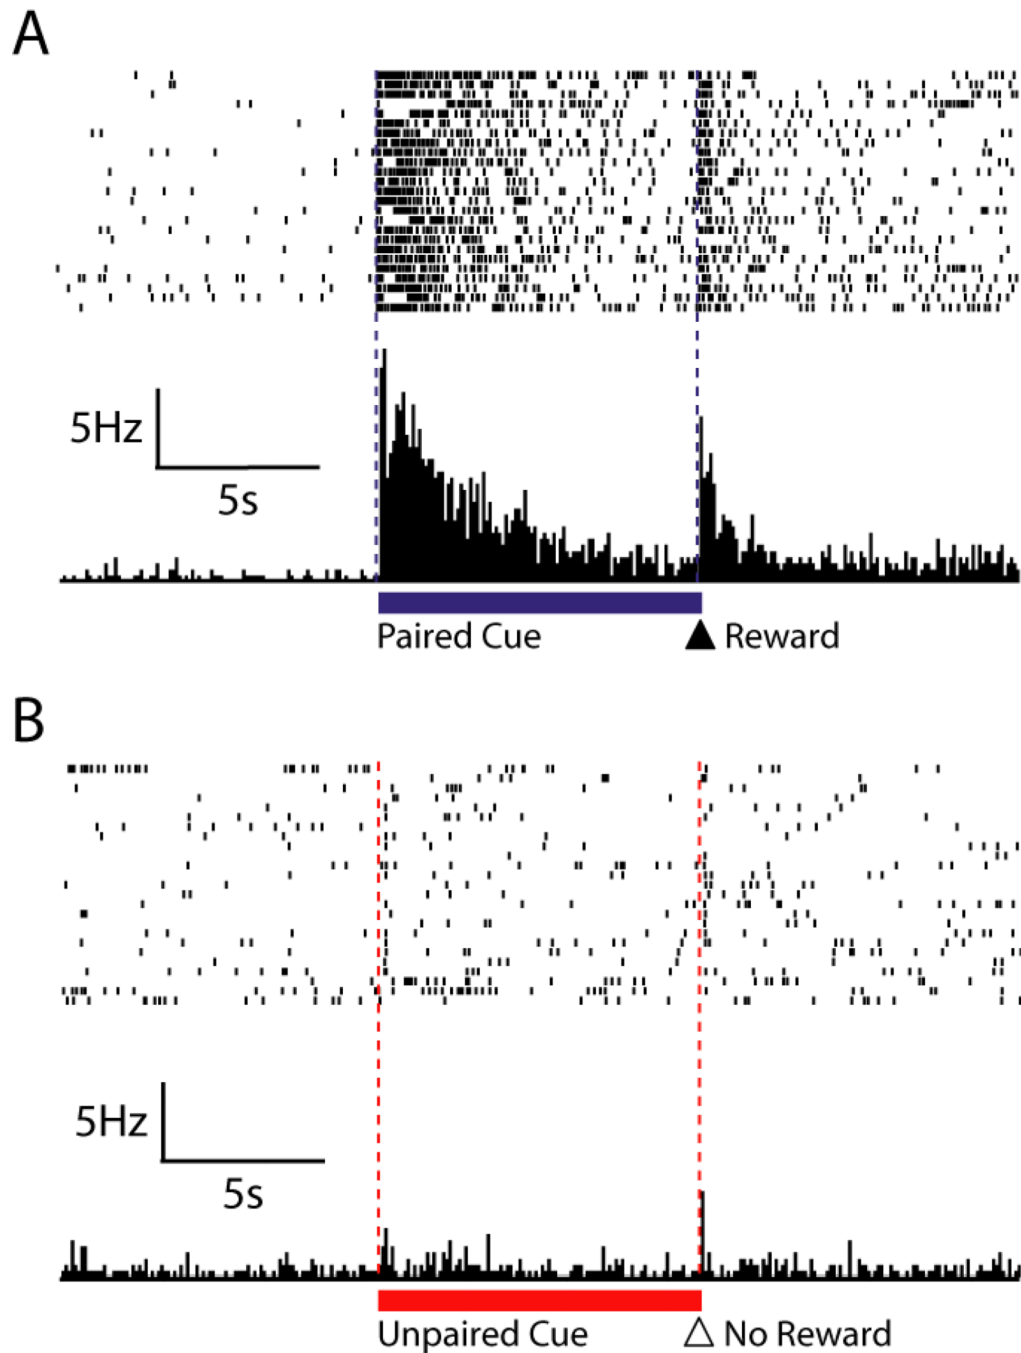 A
5Hz
5s
Paired Cue
▲ Reward
B
5Hz
5s
Unpaired Cue
△ No Reward